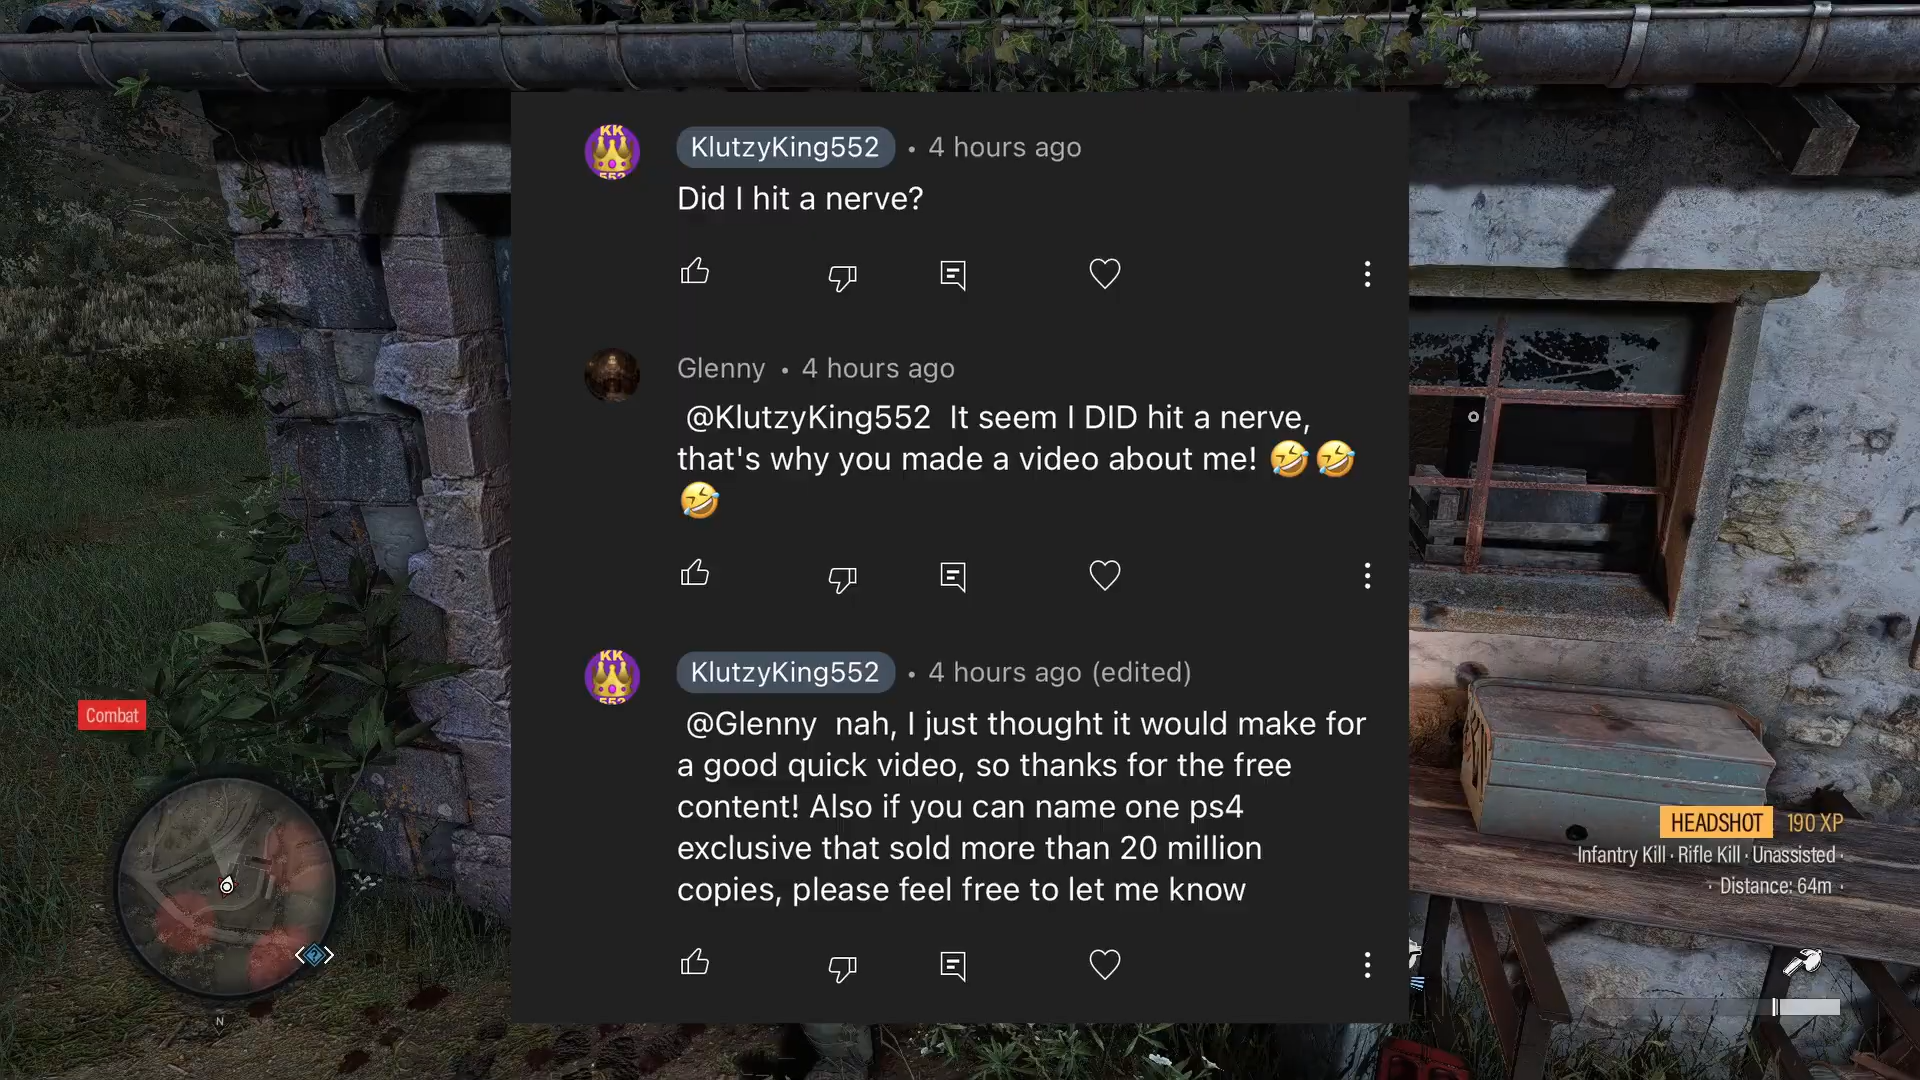 KK
552
KlutzyKing552 • 4 hours ago
Did I hit a nerve?
Glenny • 4 hours ago
@KlutzyKing552 It seem I DID hit a nerve,
that's why you made a video about me! 🤣🤣
🤣
KK
552
KlutzyKing552 • 4 hours ago (edited)
@Glenny nah, I just thought it would make for
a good quick video, so thanks for the free
content! Also if you can name one ps4
exclusive that sold more than 20 million
copies, please feel free to let me know
Combat
N
HEADSHOT 190 XP
Infantry Kill · Rifle Kill · Unassisted ·
· Distance: 64m ·